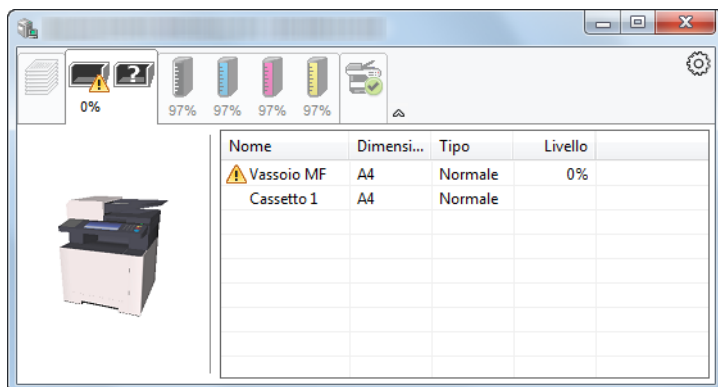 ?
0%
97% 97% 97% 97%
Nome Dimensi... Tipo Livello
Vassoio MF A4 Normale 0%
Cassetto 1 A4 Normale